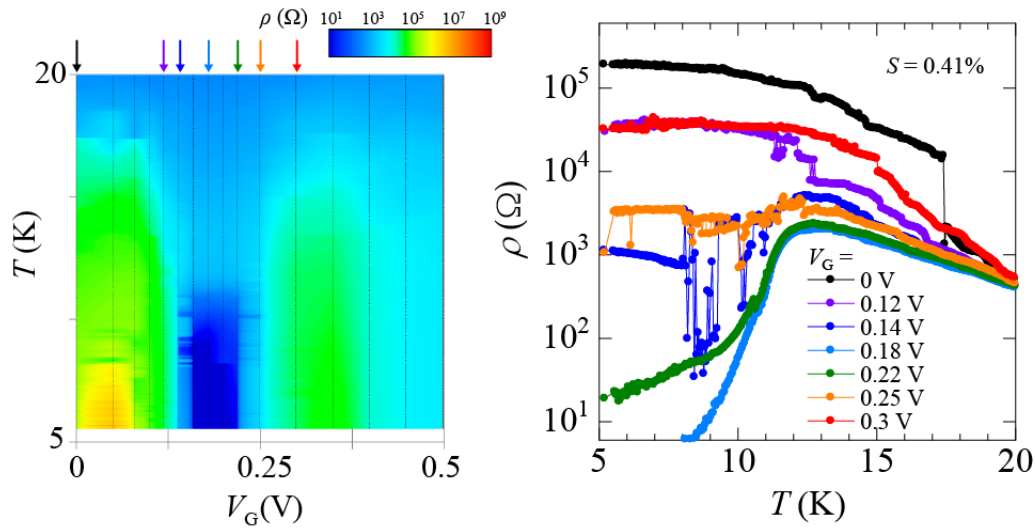 ρ (Ω)
10¹ 10³ 10⁵ 10⁷ 10⁹
20
T (K)
5
0 0.25 0.5
V_G(V)
S = 0.41%
10⁵
10⁴
10³
10²
10¹
ρ (Ω)
V_G =
0 V
0.12 V
0.14 V
0.18 V
0.22 V
0.25 V
0.3 V
5 10 15 20
T (K)